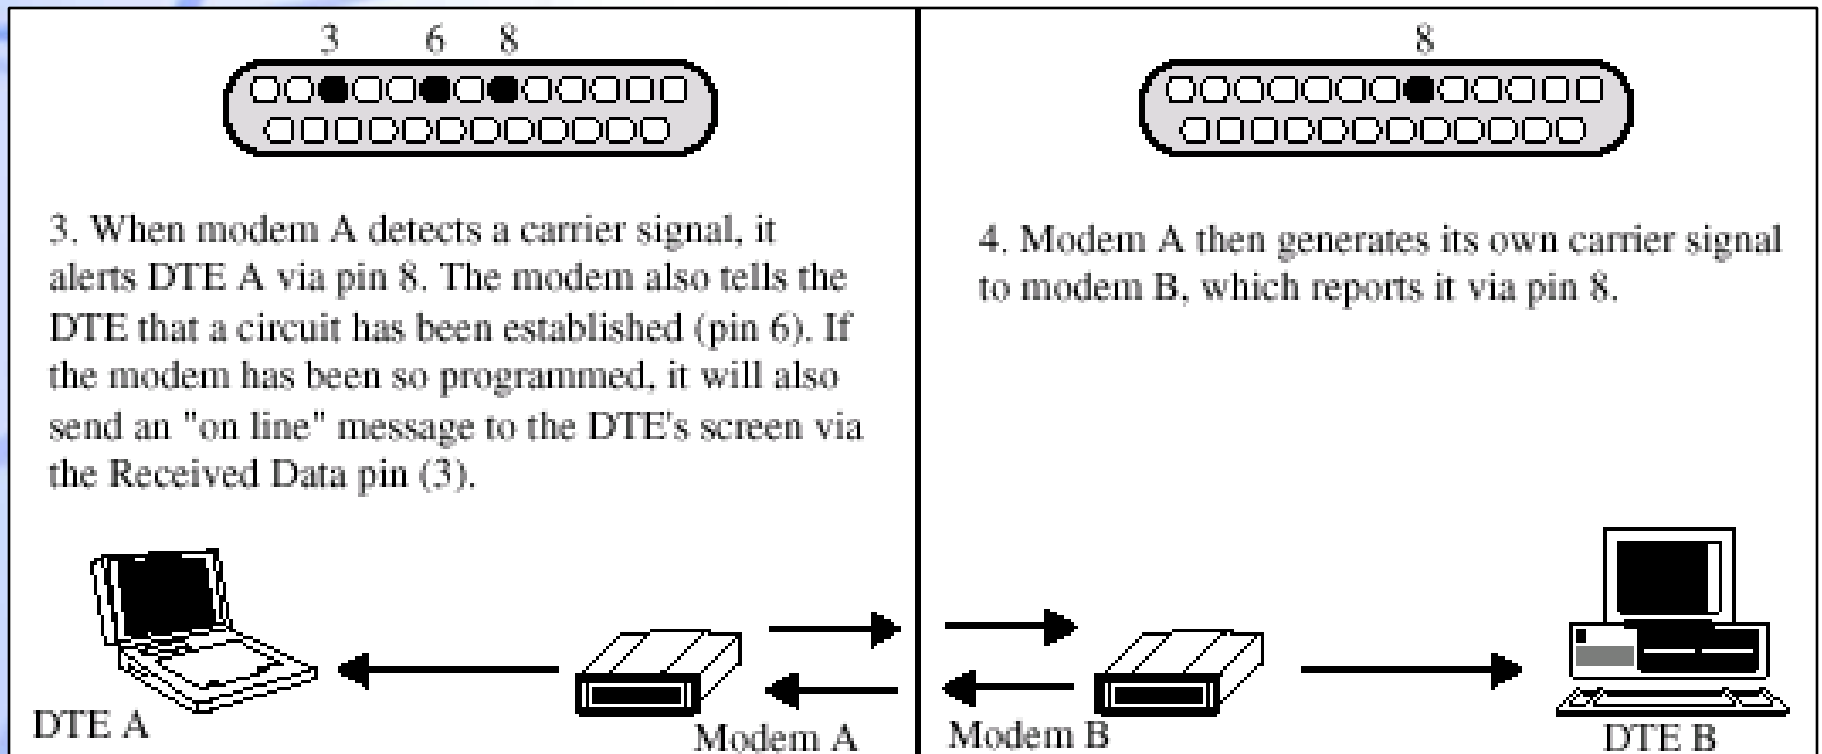 3 6 8
3. When modem A detects a carrier signal, it
alerts DTE A via pin 8. The modem also tells the
DTE that a circuit has been established (pin 6). If
the modem has been so programmed, it will also
send an "on line" message to the DTE's screen via
the Received Data pin (3).
DTE A
Modem A
8
4. Modem A then generates its own carrier signal
to modem B, which reports it via pin 8.
Modem B
DTE B